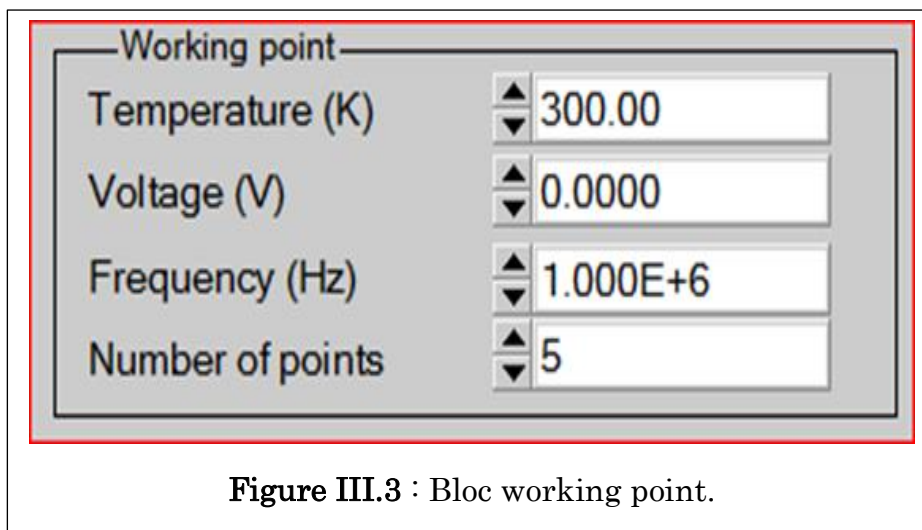 Working point
Temperature (K) 300.00
Voltage (V) 0.0000
Frequency (Hz) 1.000E+6
Number of points 5
Figure III.3 : Bloc working point.